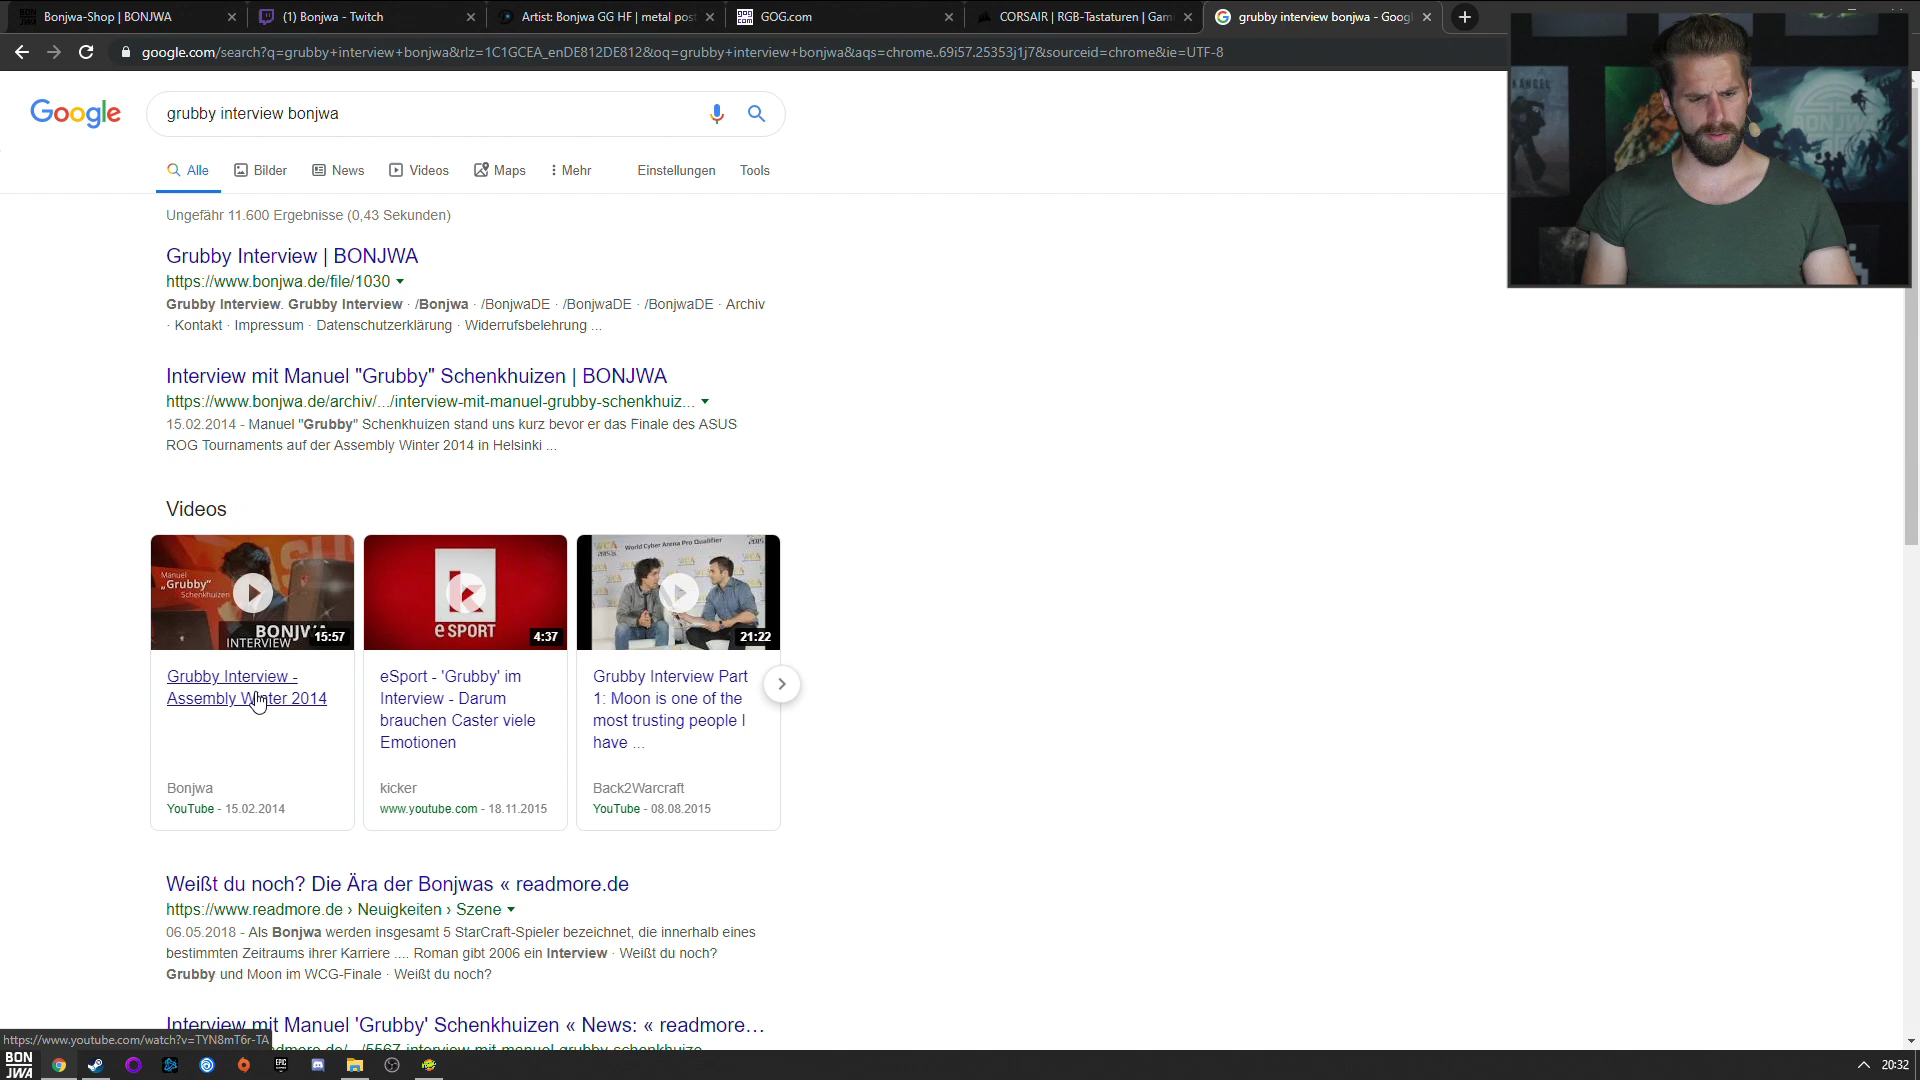 Bonjwa-Shop | BONJWA
(1) Bonjwa - Twitch
Artist: Bonjwa GG HF | metal post
GOG.com
CORSAIR | RGB-Tastaturen | Gam
grubby interview bonjwa - Googl
google.com/search?q=grubby+interview+bonjwa&rlz=1C1GCEA_enDE812DE812&oq=grubby+interview+bonjwa&aqs=chrome..69i57.25353j1j7&sourceid=chrome&ie=UTF-8
Google
grubby interview bonjwa
Alle
Bilder
News
Videos
Maps
Mehr
Einstellungen
Tools
Ungefähr 11.600 Ergebnisse (0,43 Sekunden)
Grubby Interview | BONJWA
https://www.bonjwa.de/file/1030
Grubby Interview. Grubby Interview · /Bonjwa · /BonjwaDE · /BonjwaDE · /BonjwaDE · Archiv
· Kontakt · Impressum · Datenschutzerklärung · Widerrufsbelehrung ...
Interview mit Manuel "Grubby" Schenkhuizen | BONJWA
https://www.bonjwa.de/archiv/.../interview-mit-manuel-grubby-schenkhuiz...
15.02.2014 - Manuel "Grubby" Schenkhuizen stand uns kurz bevor er das Finale des ASUS
ROG Tournaments auf der Assembly Winter 2014 in Helsinki ...
Videos
Manuel
„Grubby"
Schenkhuizen
BONJW
INTERVIEW
15:57
e SPORT
4:37
World Cyber Arena Pro Qualifier
21:22
Grubby Interview -
Assembly Winter 2014
Bonjwa
YouTube - 15.02.2014
eSport - 'Grubby' im
Interview - Darum
brauchen Caster viele
Emotionen
kicker
www.youtube.com - 18.11.2015
Grubby Interview Part
1: Moon is one of the
most trusting people I
have ...
Back2Warcraft
YouTube - 08.08.2015
Weißt du noch? Die Ära der Bonjwas « readmore.de
https://www.readmore.de › Neuigkeiten › Szene
06.05.2018 - Als Bonjwa werden insgesamt 5 StarCraft-Spieler bezeichnet, die innerhalb eines
bestimmten Zeitraums ihrer Karriere .... Roman gibt 2006 ein Interview · Weißt du noch?
Grubby und Moon im WCG-Finale · Weißt du noch?
Interview mit Manuel 'Grubby' Schenkhuizen « News: « readmore...
https://www.youtube.com/watch?v=TYN8mT6r-TA
BON
JWA
EPIC
20:32